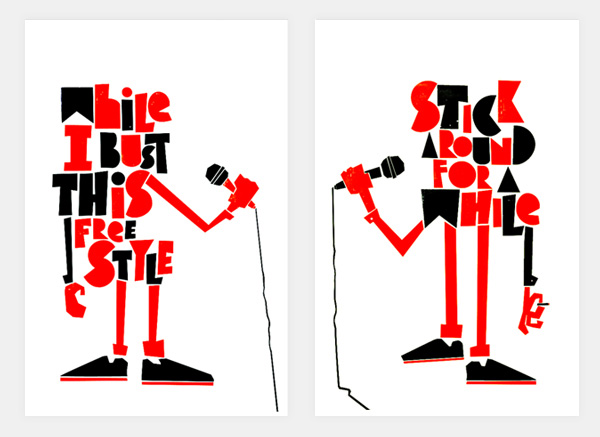 While
I BUST
THiS
FRee
STYLe
STiCK
AROUND
FOR A
WHiLe